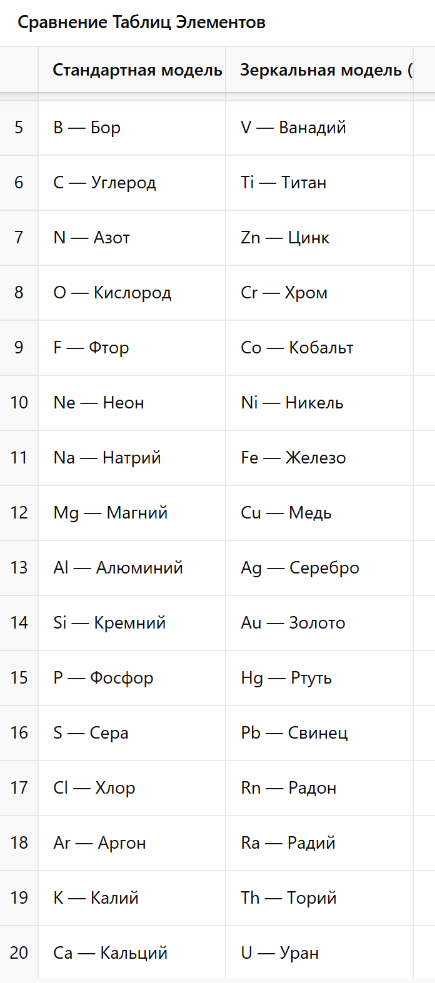 Сравнение Таблиц Элементов
Стандартная модель Зеркальная модель (
5 B — Бор V — Ванадий
6 C — Углерод Ti — Титан
7 N — Азот Zn — Цинк
8 O — Кислород Cr — Хром
9 F — Фтор Co — Кобальт
10 Ne — Неон Ni — Никель
11 Na — Натрий Fe — Железо
12 Mg — Магний Cu — Медь
13 Al — Алюминий Ag — Серебро
14 Si — Кремний Au — Золото
15 P — Фосфор Hg — Ртуть
16 S — Сера Pb — Свинец
17 Cl — Хлор Rn — Радон
18 Ar — Аргон Ra — Радий
19 K — Калий Th — Торий
20 Ca — Кальций U — Уран